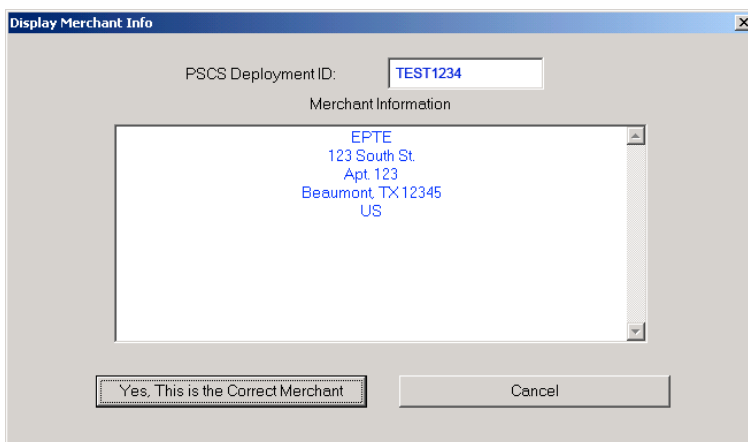 Display Merchant Info
PSCS Deployment ID: TEST1234
Merchant Information
EPTE
123 South St.
Apt. 123
Beaumont, TX 12345
US
Yes, This is the Correct Merchant Cancel